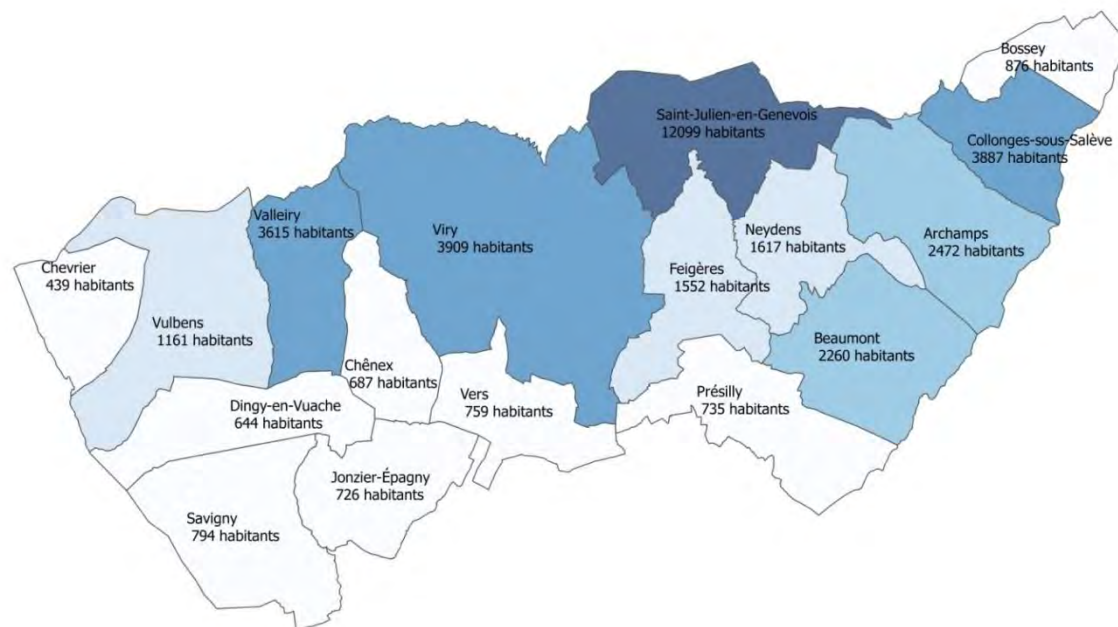 Bossey
876 habitants
Saint-Julien-en-Genevois
12099 habitants
Collonges-sous-Salève
3887 habitants
Valleiry
3615 habitants
Viry
3909 habitants
Neydens
1617 habitants
Archamps
2472 habitants
Chevrier
439 habitants
Feigères
1552 habitants
Vulbens
1161 habitants
Beaumont
2260 habitants
Chênex
687 habitants
Vers
759 habitants
Présilly
735 habitants
Dingy-en-Vuache
644 habitants
Jonzier-Épagny
726 habitants
Savigny
794 habitants